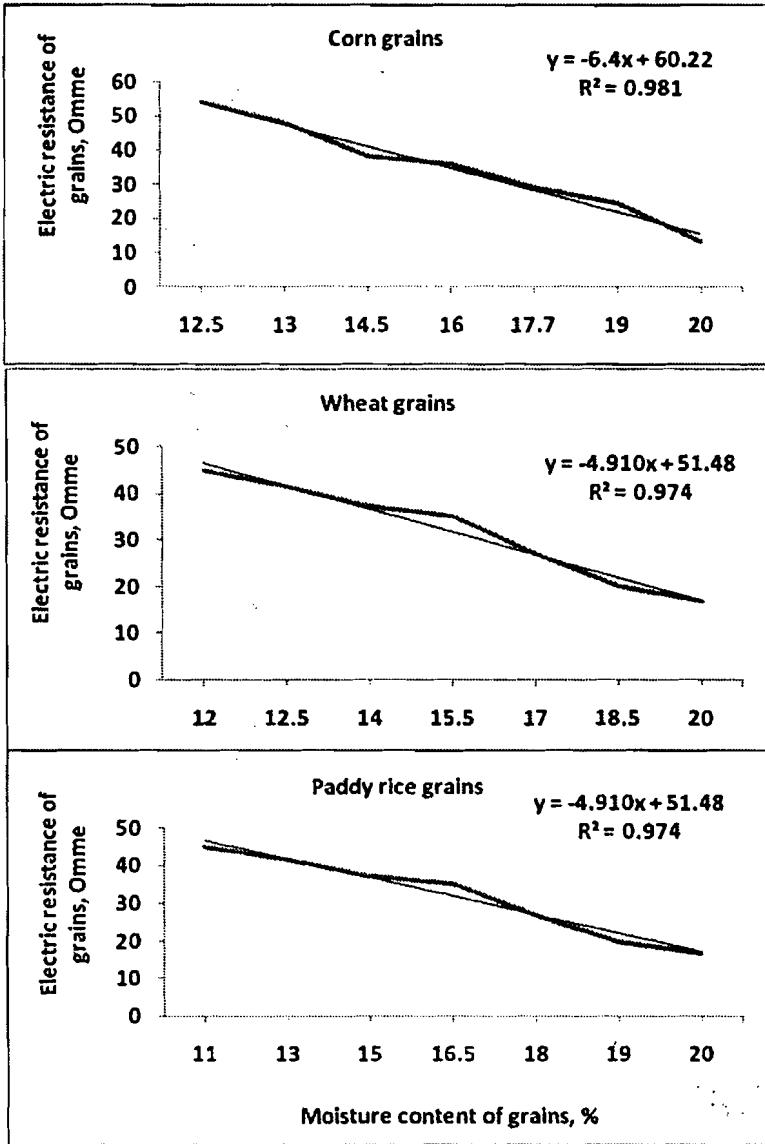 Corn grains
y = -6.4x + 60.22
R² = 0.981
Electric resistance of
grains, Omme
60
50
40
30
20
10
0
12.5 13 14.5 16 17.7 19 20
Wheat grains
y = -4.910x + 51.48
R² = 0.974
Electric resistance of
grains, Omme
50
40
30
20
10
0
12 12.5 14 15.5 17 18.5 20
Paddy rice grains
y = -4.910x + 51.48
R² = 0.974
Electric resistance of
grains, Omme
50
40
30
20
10
0
11 13 15 16.5 18 19 20
Moisture content of grains, %